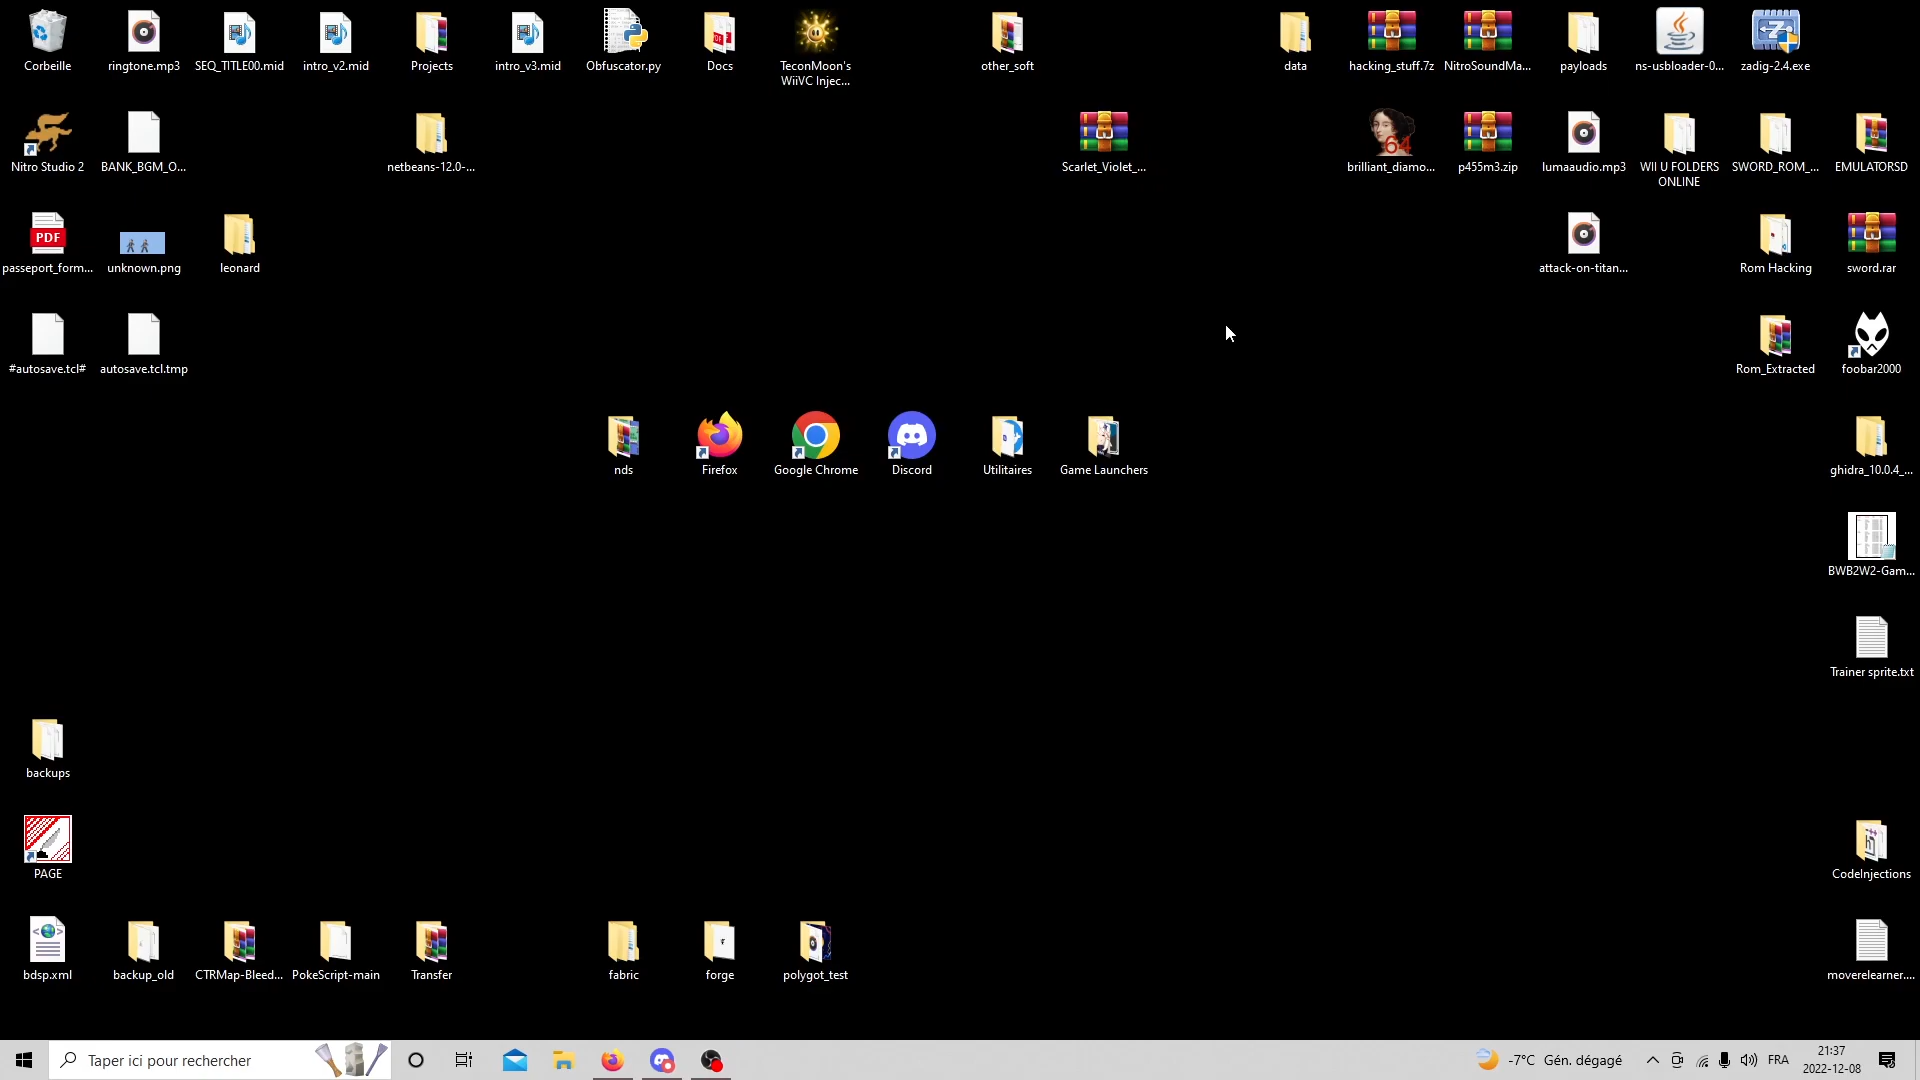 Corbeille
ringtone.mp3
SEQ_TITLE00.mid
intro_v2.mid
Projects
intro_v3.mid
Obfuscator.py
Docs
TeconMoon's
WiiVC Injec...
other_soft
data
hacking_stuff.7z
NitroSoundMa...
payloads
ns-usbloader-0...
zadig-2.4.exe
Nitro Studio 2
BANK_BGM_O...
netbeans-12.0-...
Scarlet_Violet_...
64
brilliant_diamo...
p455m3.zip
lumaaudio.mp3
WII U FOLDERS
ONLINE
SWORD_ROM_...
EMULATORSD
PDF
passeport_form...
unknown.png
leonard
attack-on-titan...
Rom Hacking
sword.rar
#autosave.tcl#
autosave.tcl.tmp
Rom_Extracted
foobar2000
nds
Firefox
Google Chrome
Discord
Utilitaires
Game Launchers
ghidra_10.0.4_...
BWB2W2-Gam...
Trainer sprite.txt
backups
PAGE
CodeInjections
bdsp.xml
backup_old
CTRMap-Bleed...
PokeScript-main
Transfer
fabric
forge
polygot_test
moverelearner....
Taper ici pour rechercher
-7°C Gén. dégagé
FRA
21:37
2022-12-08